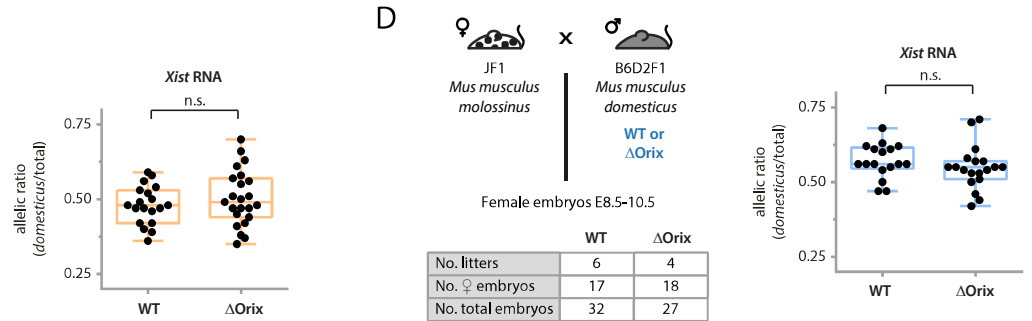 Xist RNA
n.s.
0.75
0.50
0.25
allelic ratio
(domesticus/total)
WT
ΔOrix
D
♀
x
♂
JF1
Mus musculus
molossinus
B6D2F1
Mus musculus
domesticus
WT or
ΔOrix
Female embryos E8.5-10.5
WT ΔOrix
No. litters 6 4
No. ♀ embryos 17 18
No. total embryos 32 27
Xist RNA
n.s.
0.75
0.50
0.25
allelic ratio
(domesticus/total)
WT
ΔOrix